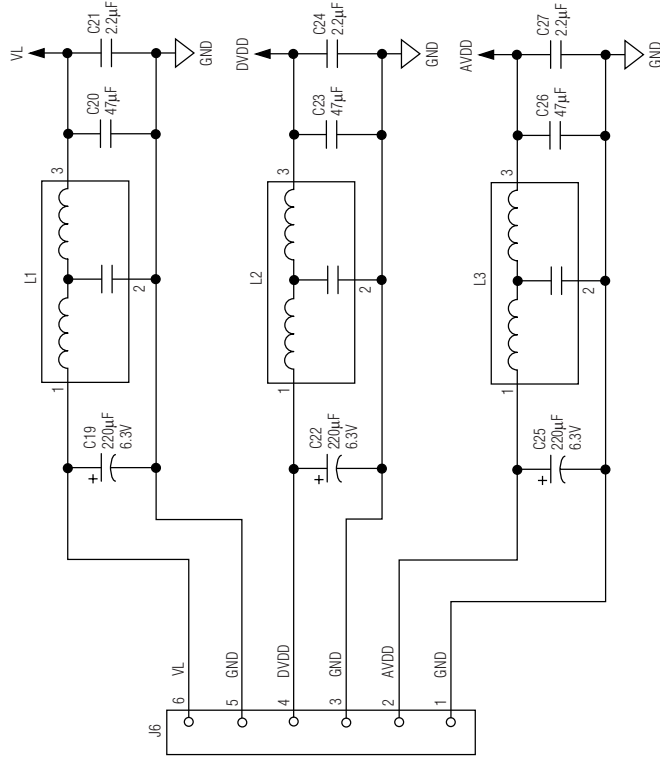 VL
C21
2.2µF
GND
C20
47µF
3
L1
2
1
C19
220µF
6.3V
+
DVDD
C24
2.2µF
GND
C23
47µF
3
L2
2
1
C22
220µF
6.3V
+
AVDD
C27
2.2µF
GND
C26
47µF
3
L3
2
1
C25
220µF
6.3V
+
J6
6
VL
5
GND
4
DVDD
3
GND
2
AVDD
1
GND